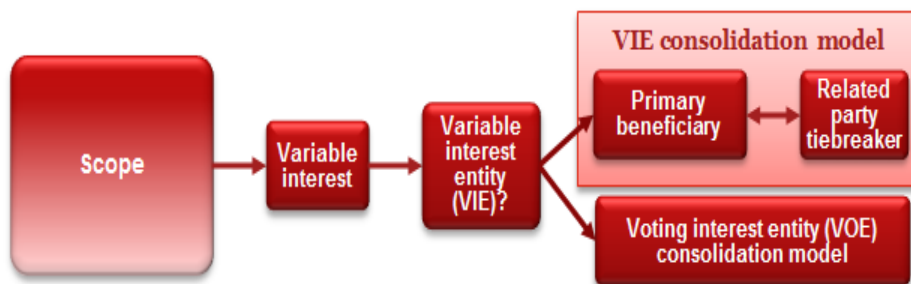 Scope
Variable
interest
Variable
interest
entity
(VIE)?
VIE consolidation model
Primary
beneficiary
Related
party
tiebreaker
Voting interest entity (VOE)
consolidation model